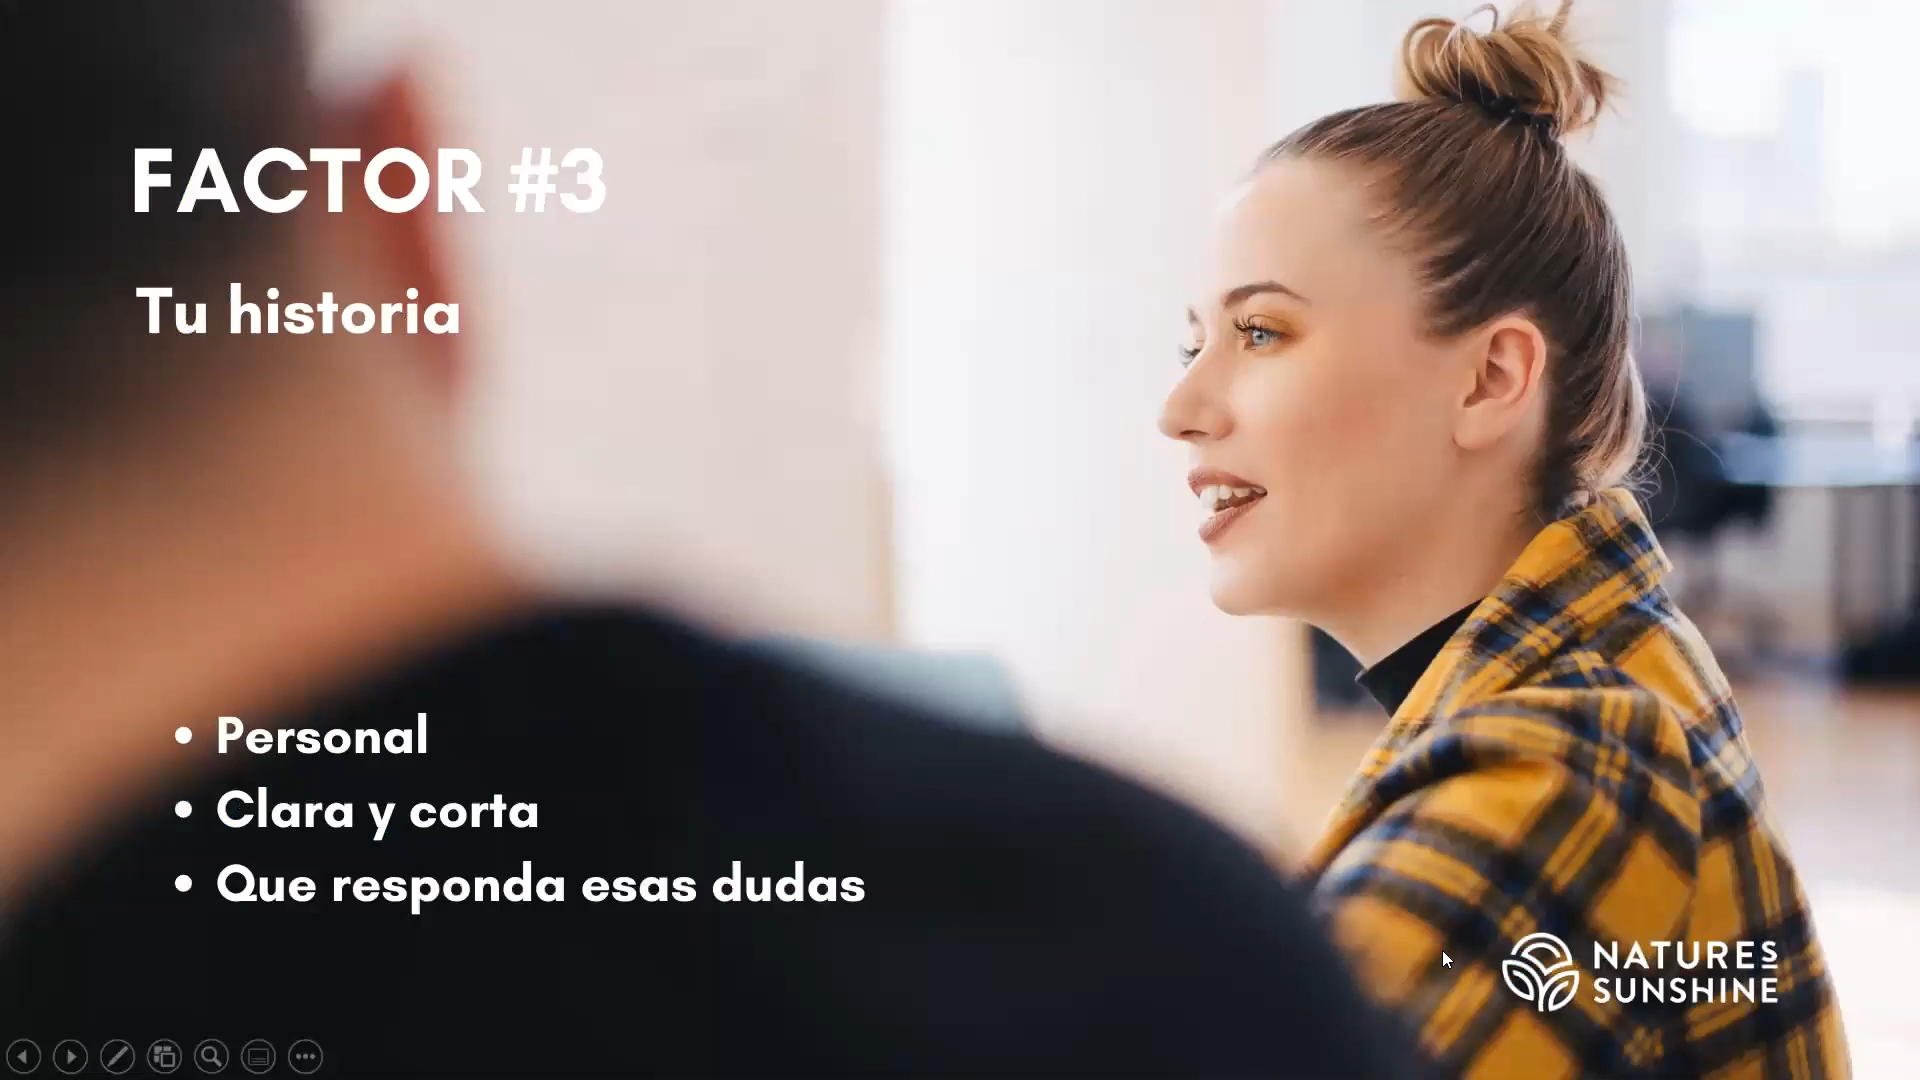 FACTOR #3
Tu historia
• Personal
• Clara y corta
• Que responda esas dudas
NATURES
SUNSHINE